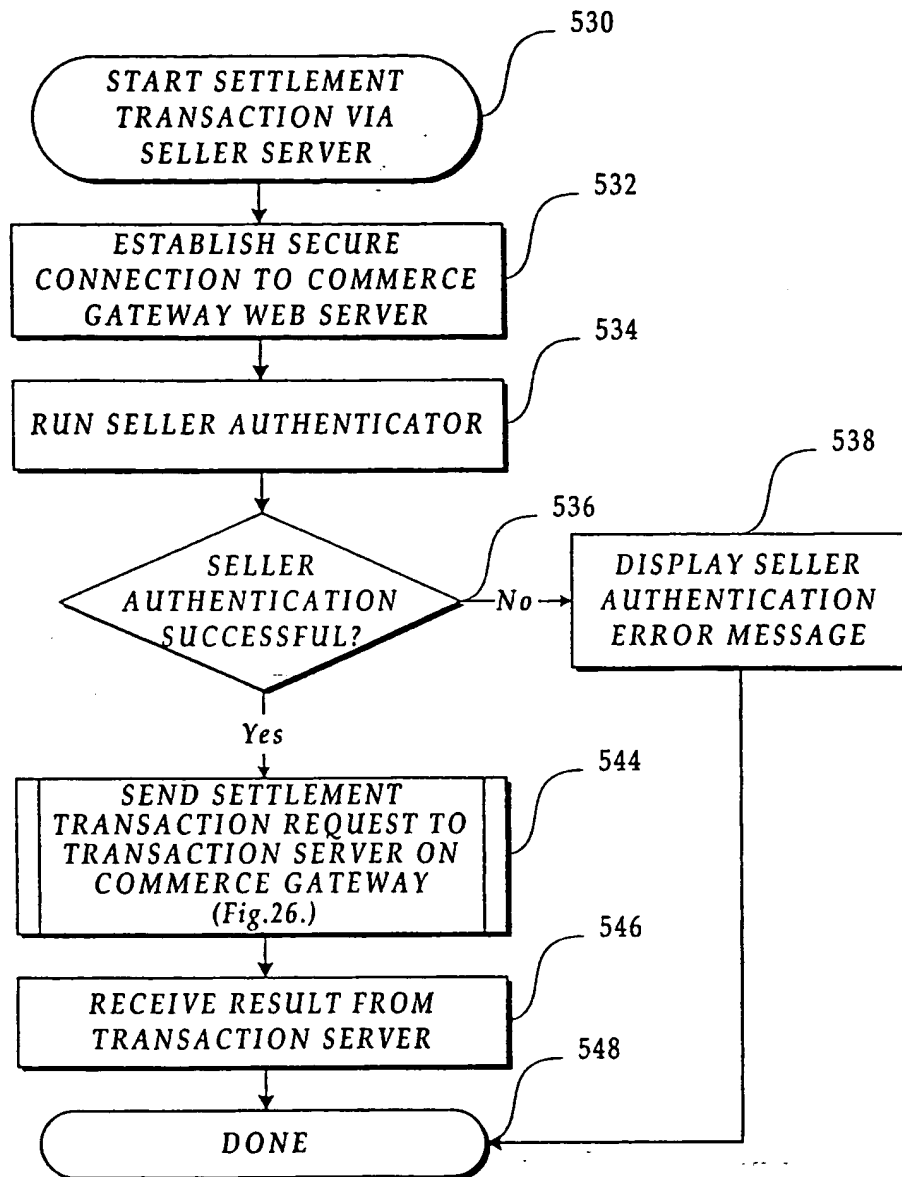 530
START SETTLEMENT
TRANSACTION VIA
SELLER SERVER
532
ESTABLISH SECURE
CONNECTION TO COMMERCE
GATEWAY WEB SERVER
534
RUN SELLER AUTHENTICATOR
536
SELLER
AUTHENTICATION
SUCCESSFUL?
No
538
DISPLAY SELLER
AUTHENTICATION
ERROR MESSAGE
Yes
544
SEND SETTLEMENT
TRANSACTION REQUEST TO
TRANSACTION SERVER ON
COMMERCE GATEWAY
(Fig.26.)
546
RECEIVE RESULT FROM
TRANSACTION SERVER
548
DONE